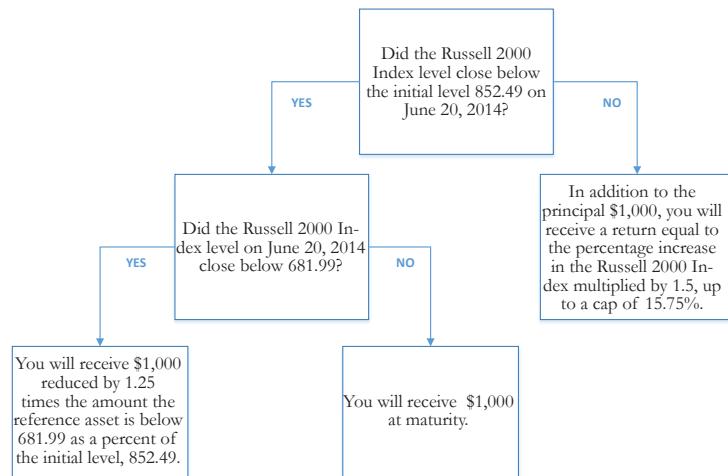 Did the Russell 2000
Index level close below
the initial level 852.49 on
June 20, 2014?
YES
NO
Did the Russell 2000 In-
dex level on June 20, 2014
close below 681.99?
In addition to the
principal $1,000, you will
receive a return equal to
the percentage increase
in the Russell 2000 In-
dex multiplied by 1.5, up
to a cap of 15.75%.
YES
NO
You will receive $1,000
reduced by 1.25
times the amount the
reference asset is below
681.99 as a percent of
the initial level, 852.49.
You will receive $1,000
at maturity.